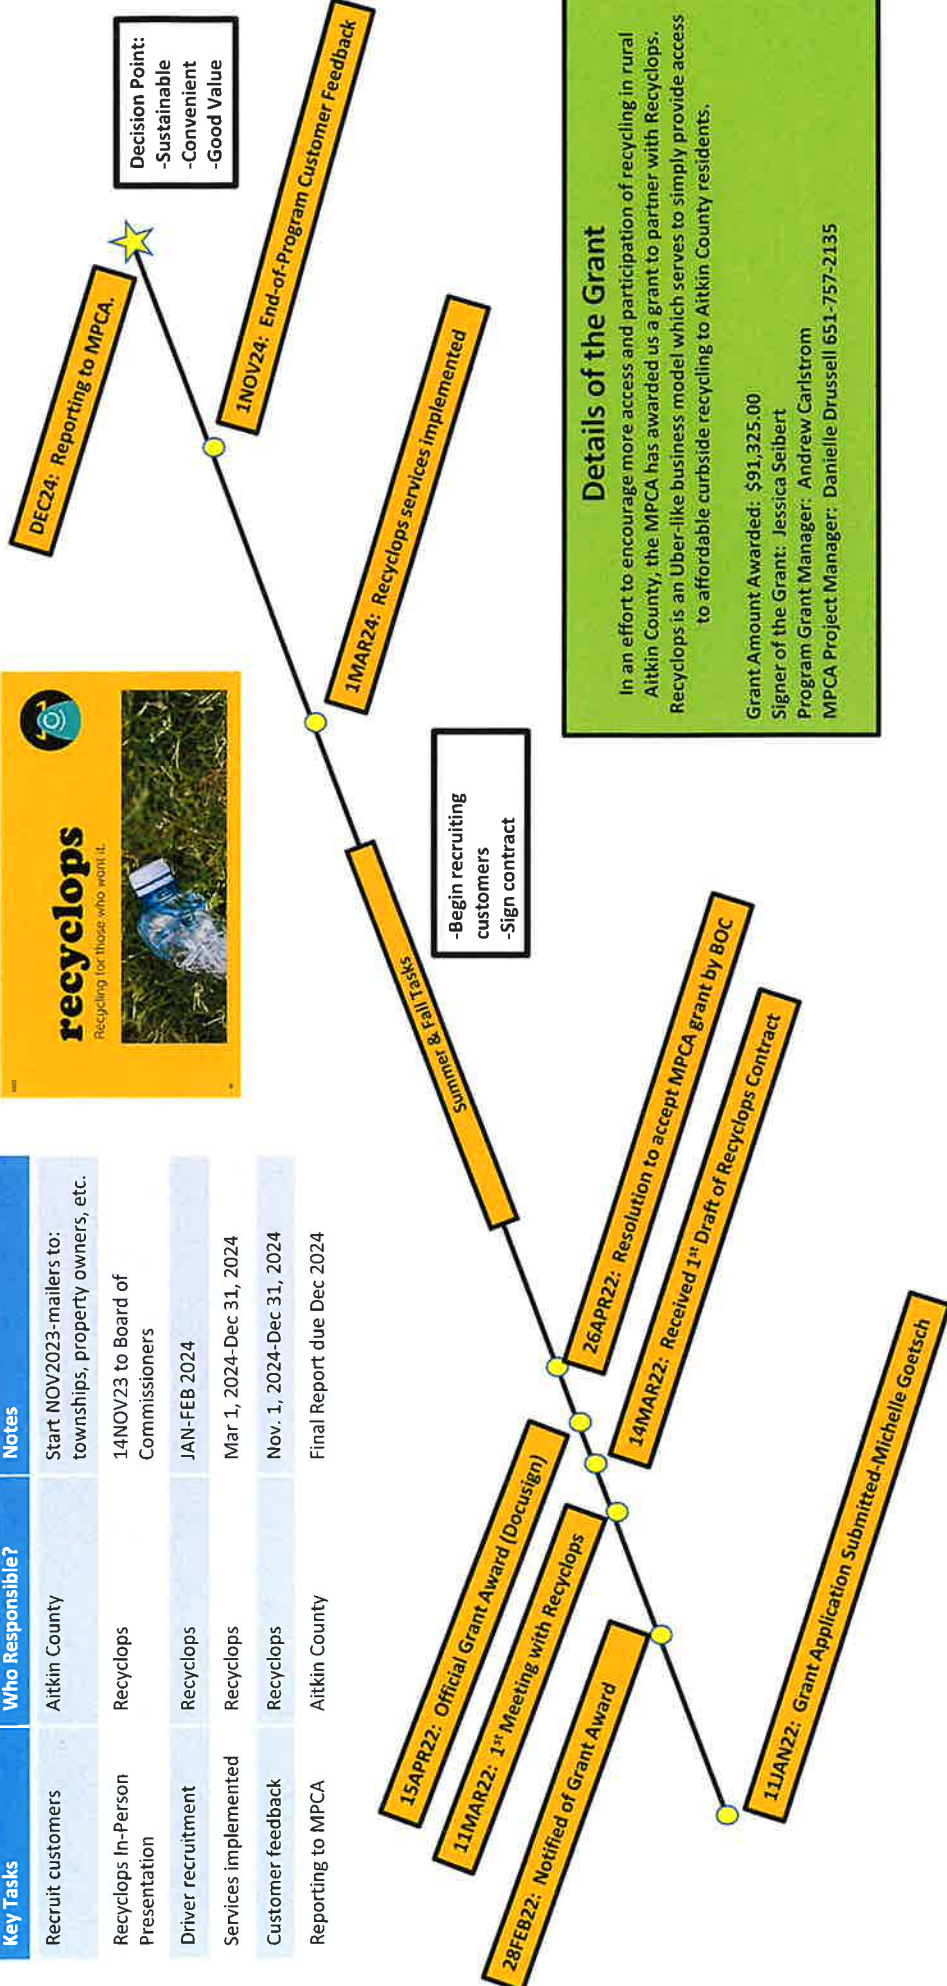 Key Tasks
Who Responsible?
Notes
Recruit customers
Aitkin County
Start NOV2023-mailers to:
townships, property owners, etc.
Recyclops In-Person
Presentation
Recyclops
14NOV23 to Board of
Commissioners
Driver recruitment
Recyclops
JAN-FEB 2024
Services implemented
Recyclops
Mar 1, 2024-Dec 31, 2024
Customer feedback
Recyclops
Nov. 1, 2024-Dec 31, 2024
Reporting to MPCA
Aitkin County
Final Report due Dec 2024
recyclops
Recycling for those who want it.
DEC24: Reporting to MPCA.
Decision Point:
-Sustainable
-Convenient
-Good Value
1NOV24: End-of-Program Customer Feedback
1MAR24: Recyclops services implemented
Summer & Fall Tasks
-Begin recruiting
customers
-Sign contract
15APR22: Official Grant Award (Docusign)
11MAR22: 1st Meeting with Recyclops
28FEB22: Notified of Grant Award
26APR22: Resolution to accept MPCA grant by BOC
14MAR22: Received 1st Draft of Recyclops Contract
11JAN22: Grant Application Submitted-Michelle Goetsch
Details of the Grant
In an effort to encourage more access and participation of recycling in rural
Aitkin County, the MPCA has awarded us a grant to partner with Recyclops.
Recyclops is an Uber-like business model which serves to simply provide access
to affordable curbside recycling to Aitkin County residents.
Grant Amount Awarded: $91,325.00
Signer of the Grant: Jessica Seibert
Program Grant Manager: Andrew Carlstrom
MPCA Project Manager: Danielle Drussell 651-757-2135